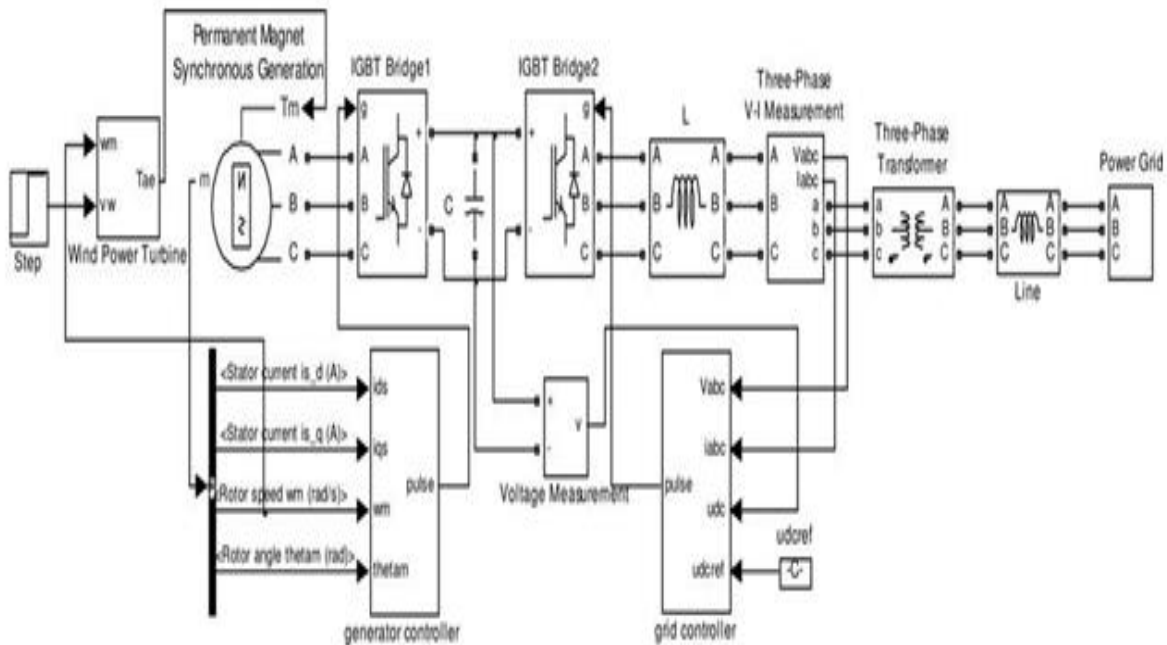 Permanent Magnet
Synchronous Generation
Tm
A
B
C
m
N
S
Step
wm
vw
Tae
Wind Power Turbine
IGBT Bridge1
g
A
B
C
+
-
C
IGBT Bridge2
g
+
-
A
B
C
L
A
B
C
A
B
C
Three-Phase
V-I Measurement
A
B
C
Vabc
Iabc
a
b
c
Three-Phase
Transformer
a
b
c
A
B
C
A
B
C
A
B
C
Line
Power Grid
A
B
C
<Stator current is_d (A)>
<Stator current is_q (A)>
<Rotor speed wm (rad/s)>
<Rotor angle thetam (rad)>
ids
iqs
wm
thetam
pulse
generator controller
+
-
v
Voltage Measurement
pulse
Vabc
iabc
udc
udcref
grid controller
udcref
-C-